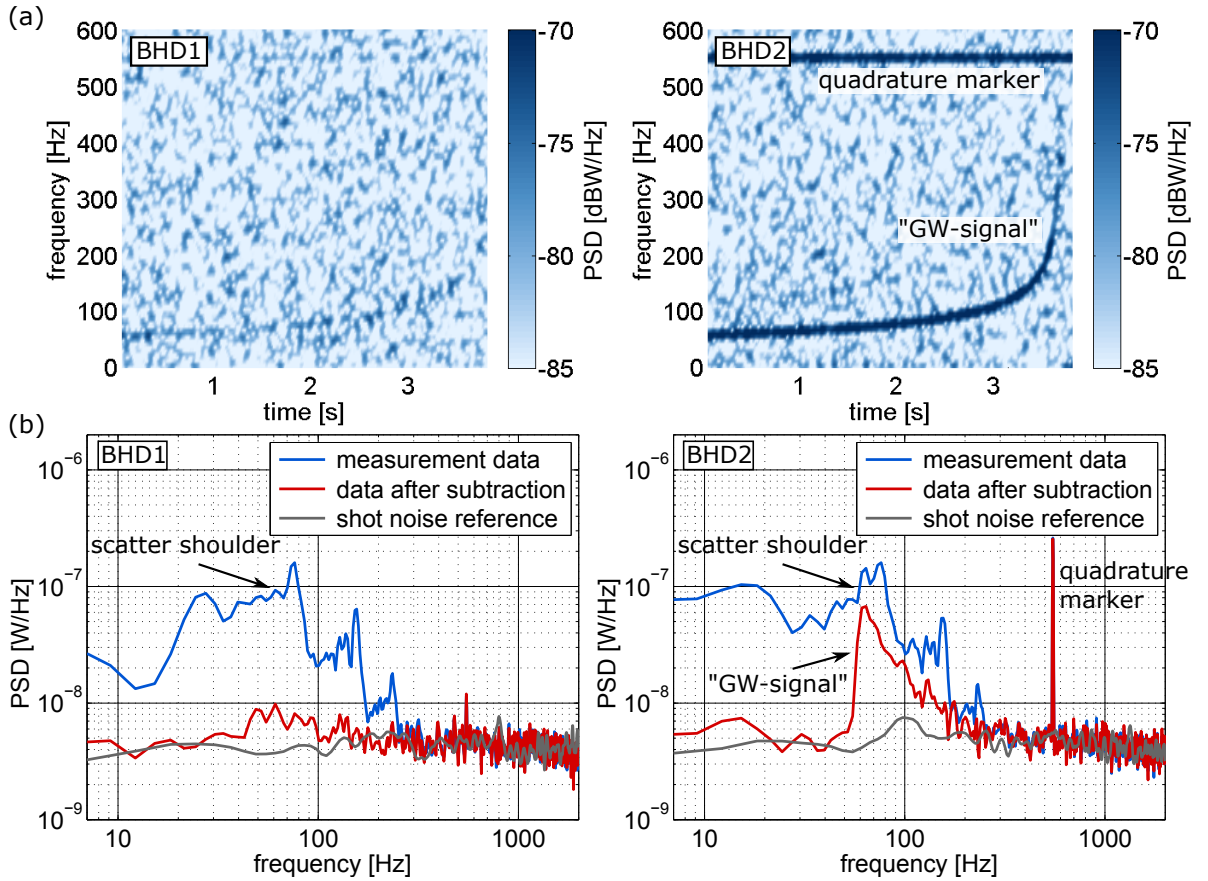 (a)
BHD1
600
500
400
300
200
100
0
frequency [Hz]
1 2 3
time [s]
-70
-75
-80
-85
PSD [dBW/Hz]
BHD2
quadrature marker
"GW-signal"
600
500
400
300
200
100
0
frequency [Hz]
1 2 3
time [s]
-70
-75
-80
-85
PSD [dBW/Hz]
(b)
BHD1
measurement data
data after subtraction
shot noise reference
scatter shoulder
10⁻⁶
10⁻⁷
10⁻⁸
10⁻⁹
PSD [W/Hz]
10 100 1000
frequency [Hz]
BHD2
measurement data
data after subtraction
shot noise reference
scatter shoulder
quadrature
marker
"GW-signal"
10⁻⁶
10⁻⁷
10⁻⁸
10⁻⁹
PSD [W/Hz]
10 100 1000
frequency [Hz]